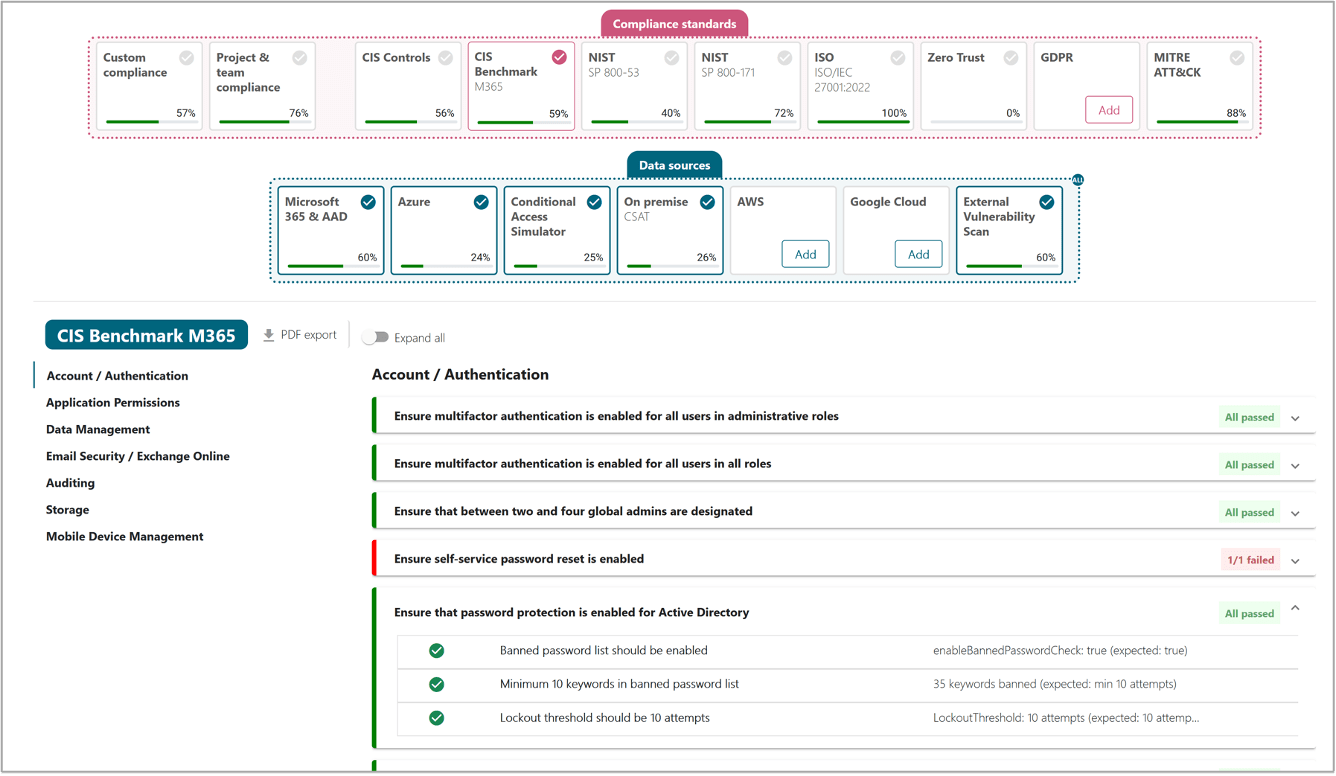 Compliance standards
Custom compliance
57%
Project & team compliance
76%
CIS Controls
56%
CIS Benchmark
M365
59%
NIST
SP 800-53
40%
NIST
SP 800-171
72%
ISO
ISO/IEC 27001:2022
100%
Zero Trust
0%
GDPR
Add
MITRE ATT&CK
88%
Data sources
ALL
Microsoft 365 & AAD
60%
Azure
24%
Conditional Access Simulator
25%
On premise
CSAT
26%
AWS
Add
Google Cloud
Add
External Vulnerability Scan
60%
CIS Benchmark M365
PDF export
Expand all
Account / Authentication
Application Permissions
Data Management
Email Security / Exchange Online
Auditing
Storage
Mobile Device Management
Account / Authentication
Ensure multifactor authentication is enabled for all users in administrative roles
All passed
Ensure multifactor authentication is enabled for all users in all roles
All passed
Ensure that between two and four global admins are designated
All passed
Ensure self-service password reset is enabled
1/1 failed
Ensure that password protection is enabled for Active Directory
All passed
Banned password list should be enabled
enableBannedPasswordCheck: true (expected: true)
Minimum 10 keywords in banned password list
35 keywords banned (expected: min 10 attempts)
Lockout threshold should be 10 attempts
LockoutThreshold: 10 attempts (expected: 10 attemp...